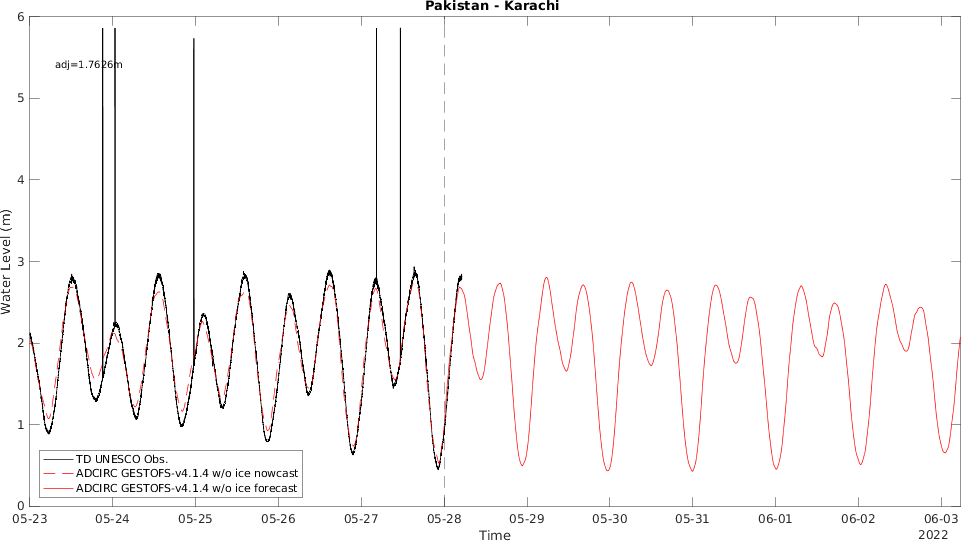 Pakistan - Karachi
6
5
4
3
2
1
0
Water Level (m)
adj=1.7626m
TD UNESCO Obs.
ADCIRC GESTOFS-v4.1.4 w/o ice nowcast
ADCIRC GESTOFS-v4.1.4 w/o ice forecast
05-23 05-24 05-25 05-26 05-27 05-28 05-29 05-30 05-31 06-01 06-02 06-03
Time
2022